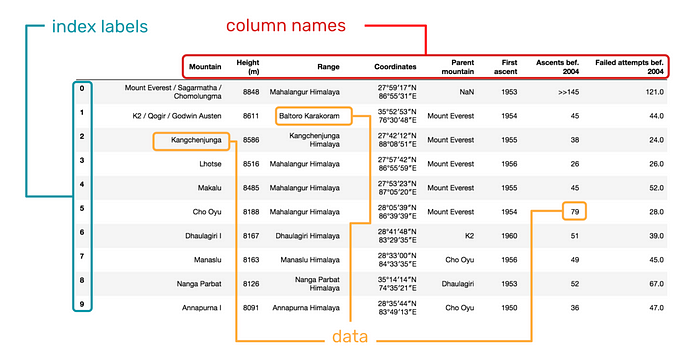 index labels
column names
Mountain Height (m) Range Coordinates Parent mountain First ascent Ascents bef. 2004 Failed attempts bef. 2004
0 Mount Everest / Sagarmatha / Chomolungma 8848 Mahalangur Himalaya 27°59′17″N 86°55′31″E NaN 1953 >>145 121.0
1 K2 / Qogir / Godwin Austen 8611 Baltoro Karakoram 35°52′53″N 76°30′48″E Mount Everest 1954 45 44.0
2 Kangchenjunga 8586 Kangchenjunga Himalaya 27°42′12″N 88°08′51″E Mount Everest 1955 38 24.0
3 Lhotse 8516 Mahalangur Himalaya 27°57′42″N 86°55′59″E Mount Everest 1956 26 26.0
4 Makalu 8485 Mahalangur Himalaya 27°53′23″N 87°05′20″E Mount Everest 1955 45 52.0
5 Cho Oyu 8188 Mahalangur Himalaya 28°05′39″N 86°39′39″E Mount Everest 1954 79 28.0
6 Dhaulagiri I 8167 Dhaulagiri Himalaya 28°41′48″N 83°29′35″E K2 1960 51 39.0
7 Manaslu 8163 Manaslu Himalaya 28°33′00″N 84°33′35″E Cho Oyu 1956 49 45.0
8 Nanga Parbat 8126 Nanga Parbat Himalaya 35°14′14″N 74°35′21″E Dhaulagiri 1953 52 67.0
9 Annapurna I 8091 Annapurna Himalaya 28°35′44″N 83°49′13″E Cho Oyu 1950 36 47.0
data